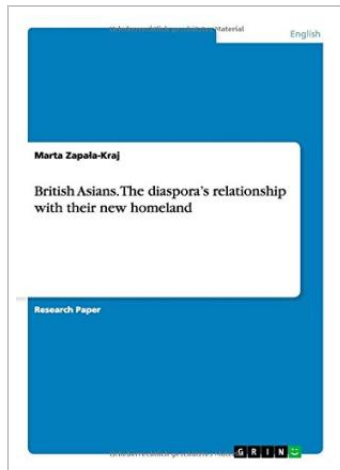 English
Marta Zapała-Kraj
British Asians. The diaspora's relationship
with their new homeland
Research Paper
GRIN